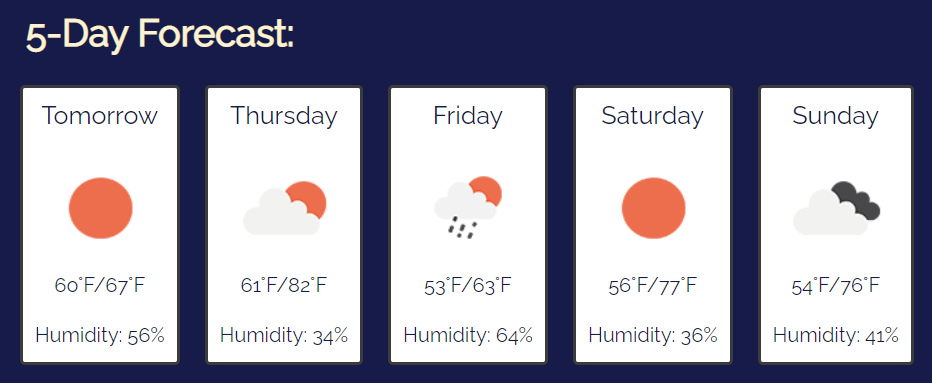 5-Day Forecast:
Tomorrow
60°F/67°F
Humidity: 56%
Thursday
61°F/82°F
Humidity: 34%
Friday
53°F/63°F
Humidity: 64%
Saturday
56°F/77°F
Humidity: 36%
Sunday
54°F/76°F
Humidity: 41%